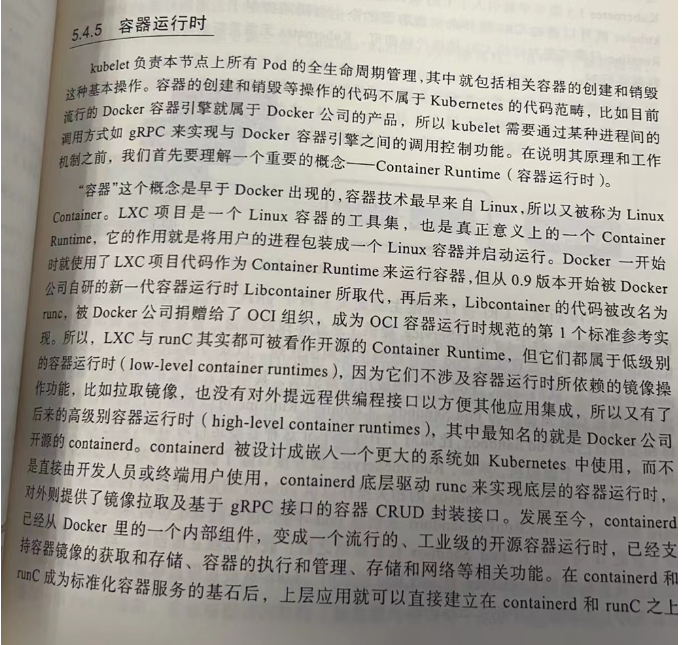 5.4.5 容器运行时
kubelet 负责本节点上所有 Pod 的全生命周期管理,其中就包括相关容器的创建和销毁
这种基本操作。容器的创建和销毁等操作的代码不属于 Kubernetes 的代码范畴，比如目前
流行的 Docker 容器引擎就属于 Docker 公司的产品，所以 kubelet 需要通过某种进程间的
调用方式如 gRPC 来实现与 Docker 容器引擎之间的调用控制功能。在说明其原理和工作
机制之前，我们首先要理解一个重要的概念——Container Runtime（容器运行时）。
“容器”这个概念是早于 Docker 出现的,容器技术最早来自 Linux,所以又被称为 Linux
Container。LXC 项目是一个 Linux 容器的工具集，也是真正意义上的一个 Container
Runtime，它的作用就是将用户的进程包装成一个 Linux 容器并启动运行。Docker 一开始
时就使用了 LXC 项目代码作为 Container Runtime 来运行容器,但从 0.9 版本开始被 Docker
公司自研的新一代容器运行时 Libcontainer 所取代，再后来，Libcontainer 的代码被改名为
runc，被 Docker 公司捐赠给了 OCI 组织，成为 OCI 容器运行时规范的第 1 个标准参考实
现。所以，LXC 与 runC 其实都可被看作开源的 Container Runtime，但它们都属于低级别
的容器运行时（low-level container runtimes），因为它们不涉及容器运行时所依赖的镜像操
作功能，比如拉取镜像，也没有对外提远程供编程接口以方便其他应用集成，所以又有了
后来的高级别容器运行时（high-level container runtimes），其中最知名的就是 Docker 公司
开源的 containerd。containerd 被设计成嵌入一个更大的系统如 Kubernetes 中使用，而不
是直接由开发人员或终端用户使用，containerd 底层驱动 runc 来实现底层的容器运行时，
对外则提供了镜像拉取及基于 gRPC 接口的容器 CRUD 封装接口。发展至今，containerd
已经从 Docker 里的一个内部组件，变成一个流行的、工业级的开源容器运行时，已经支
持容器镜像的获取和存储、容器的执行和管理、存储和网络等相关功能。在 containerd 和
runC 成为标准化容器服务的基石后，上层应用就可以直接建立在 containerd 和 runC 之上